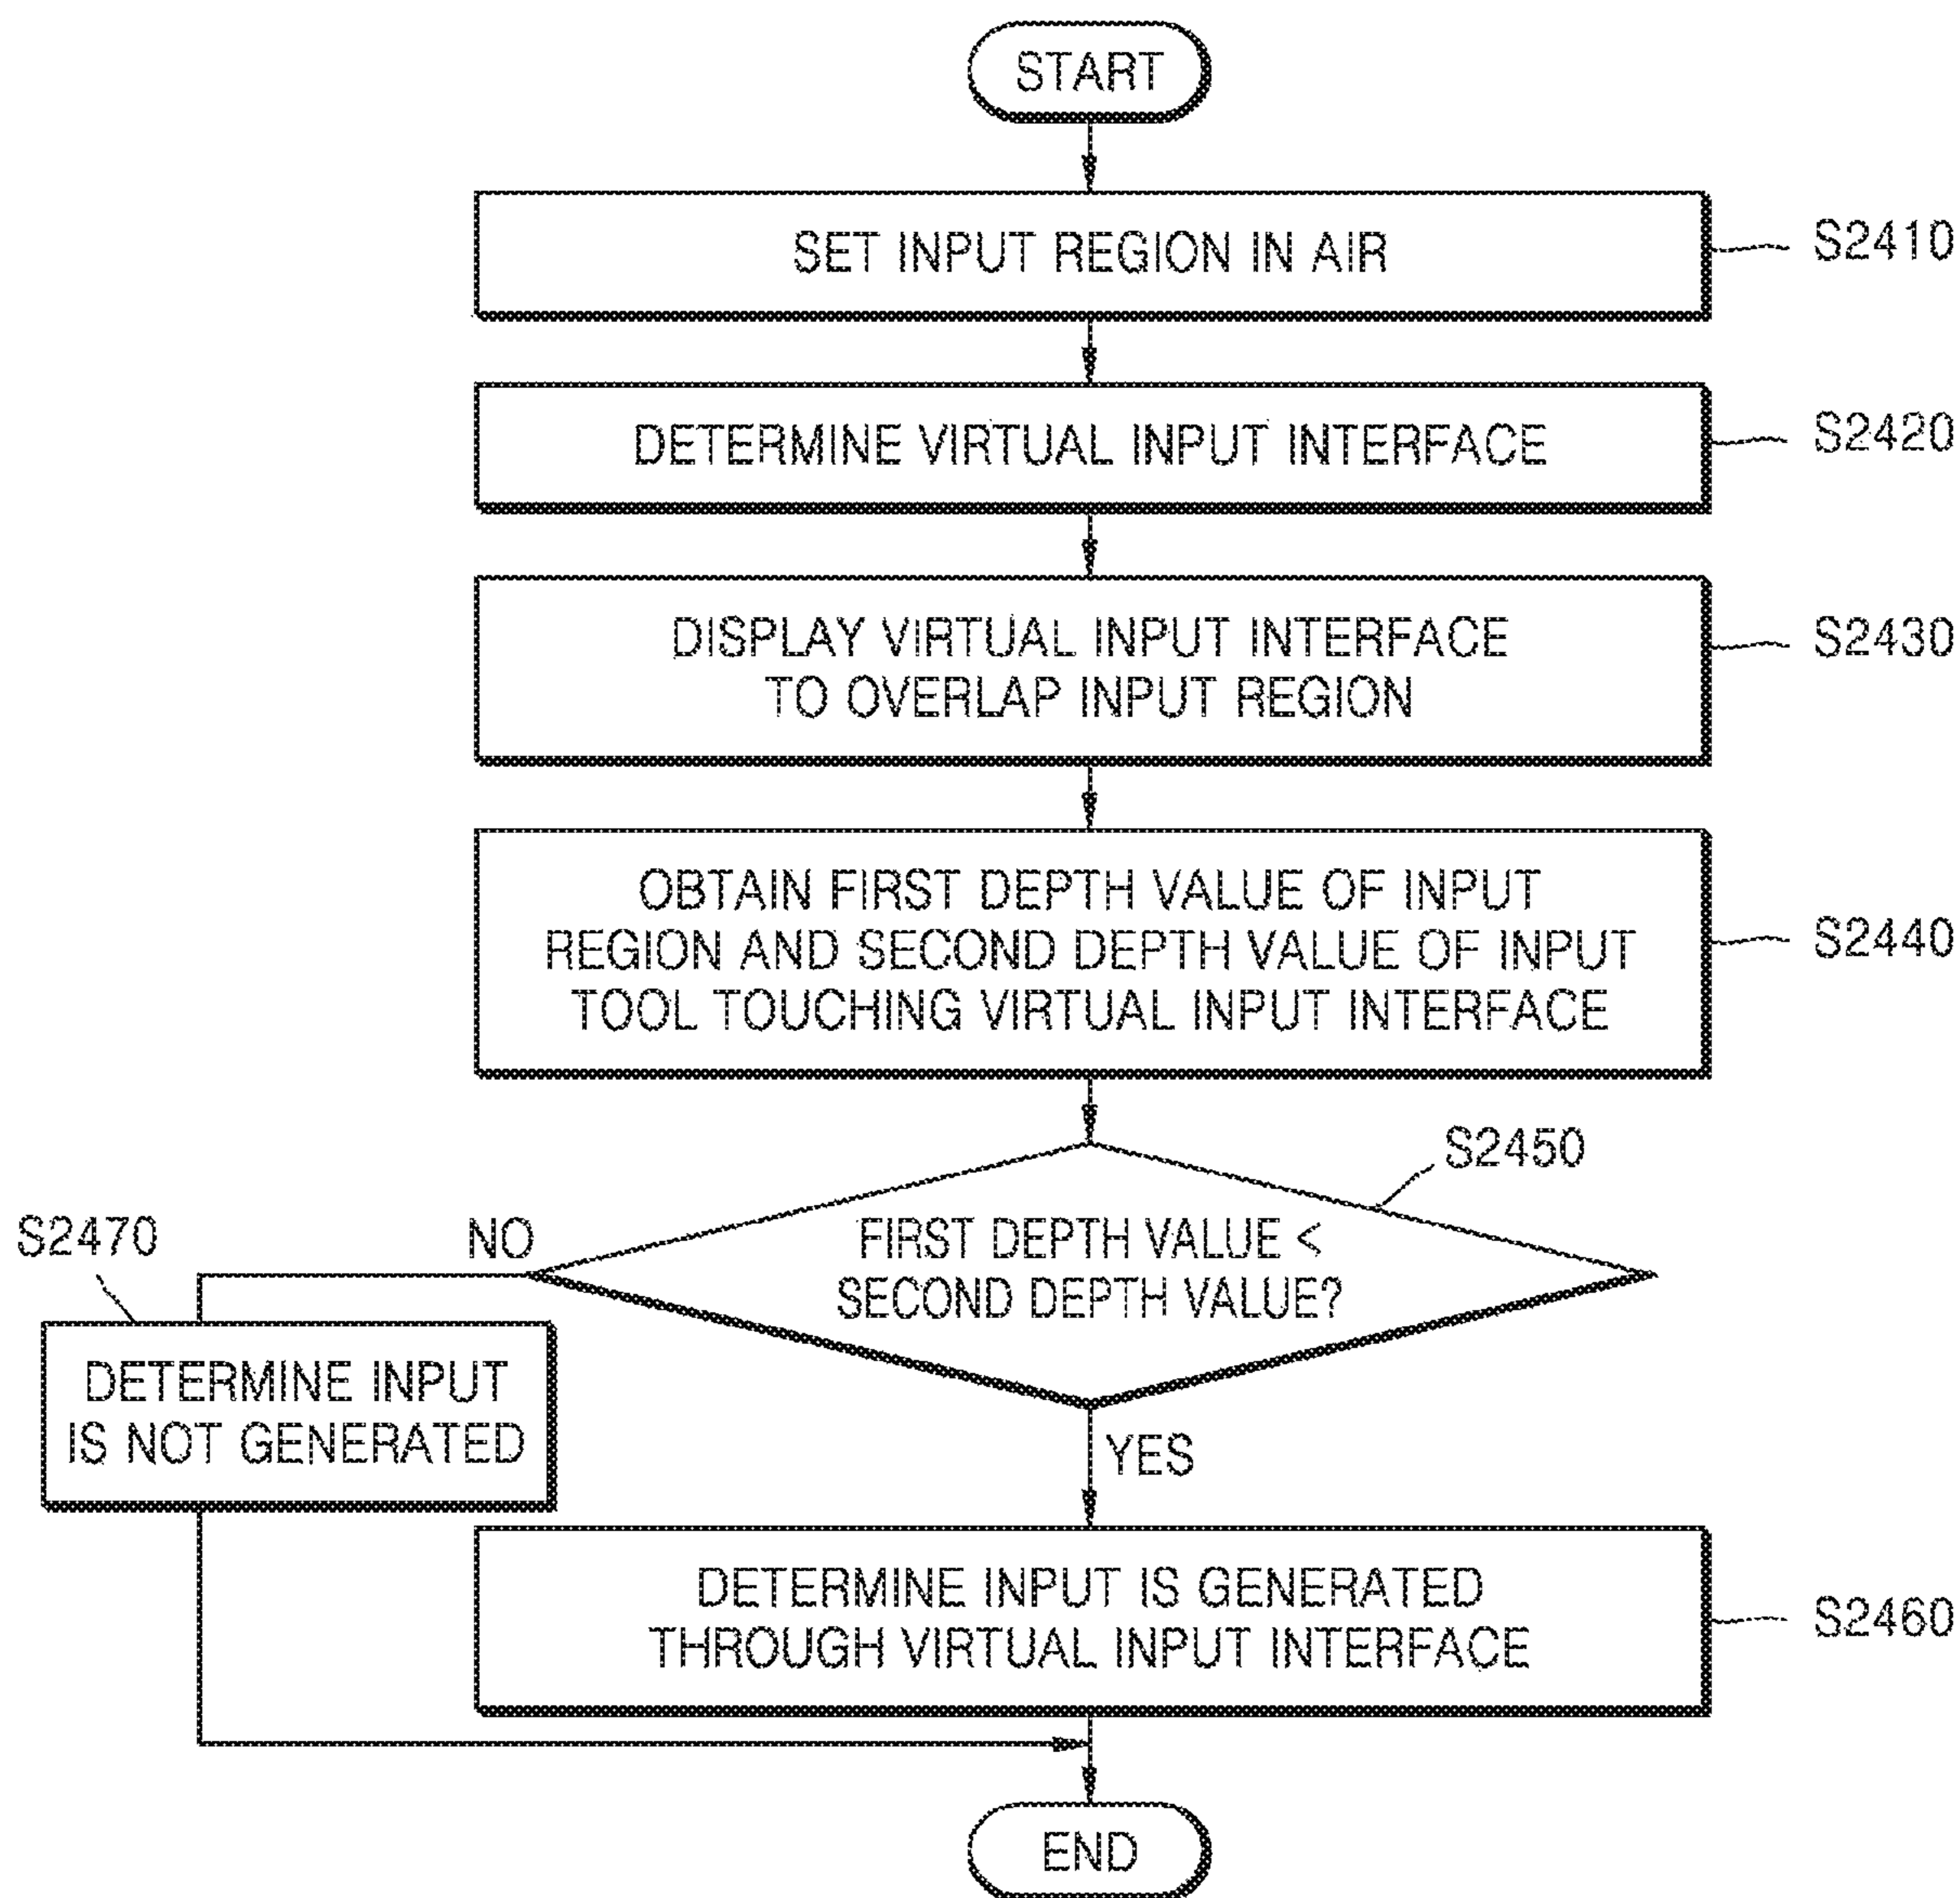 START
SET INPUT REGION IN AIR
S2410
DETERMINE VIRTUAL INPUT INTERFACE
S2420
DISPLAY VIRTUAL INPUT INTERFACE
TO OVERLAP INPUT REGION
S2430
OBTAIN FIRST DEPTH VALUE OF INPUT
REGION AND SECOND DEPTH VALUE OF INPUT
TOOL TOUCHING VIRTUAL INPUT INTERFACE
S2440
S2450
FIRST DEPTH VALUE <
SECOND DEPTH VALUE?
NO
S2470
DETERMINE INPUT
IS NOT GENERATED
YES
DETERMINE INPUT IS GENERATED
THROUGH VIRTUAL INPUT INTERFACE
S2460
END